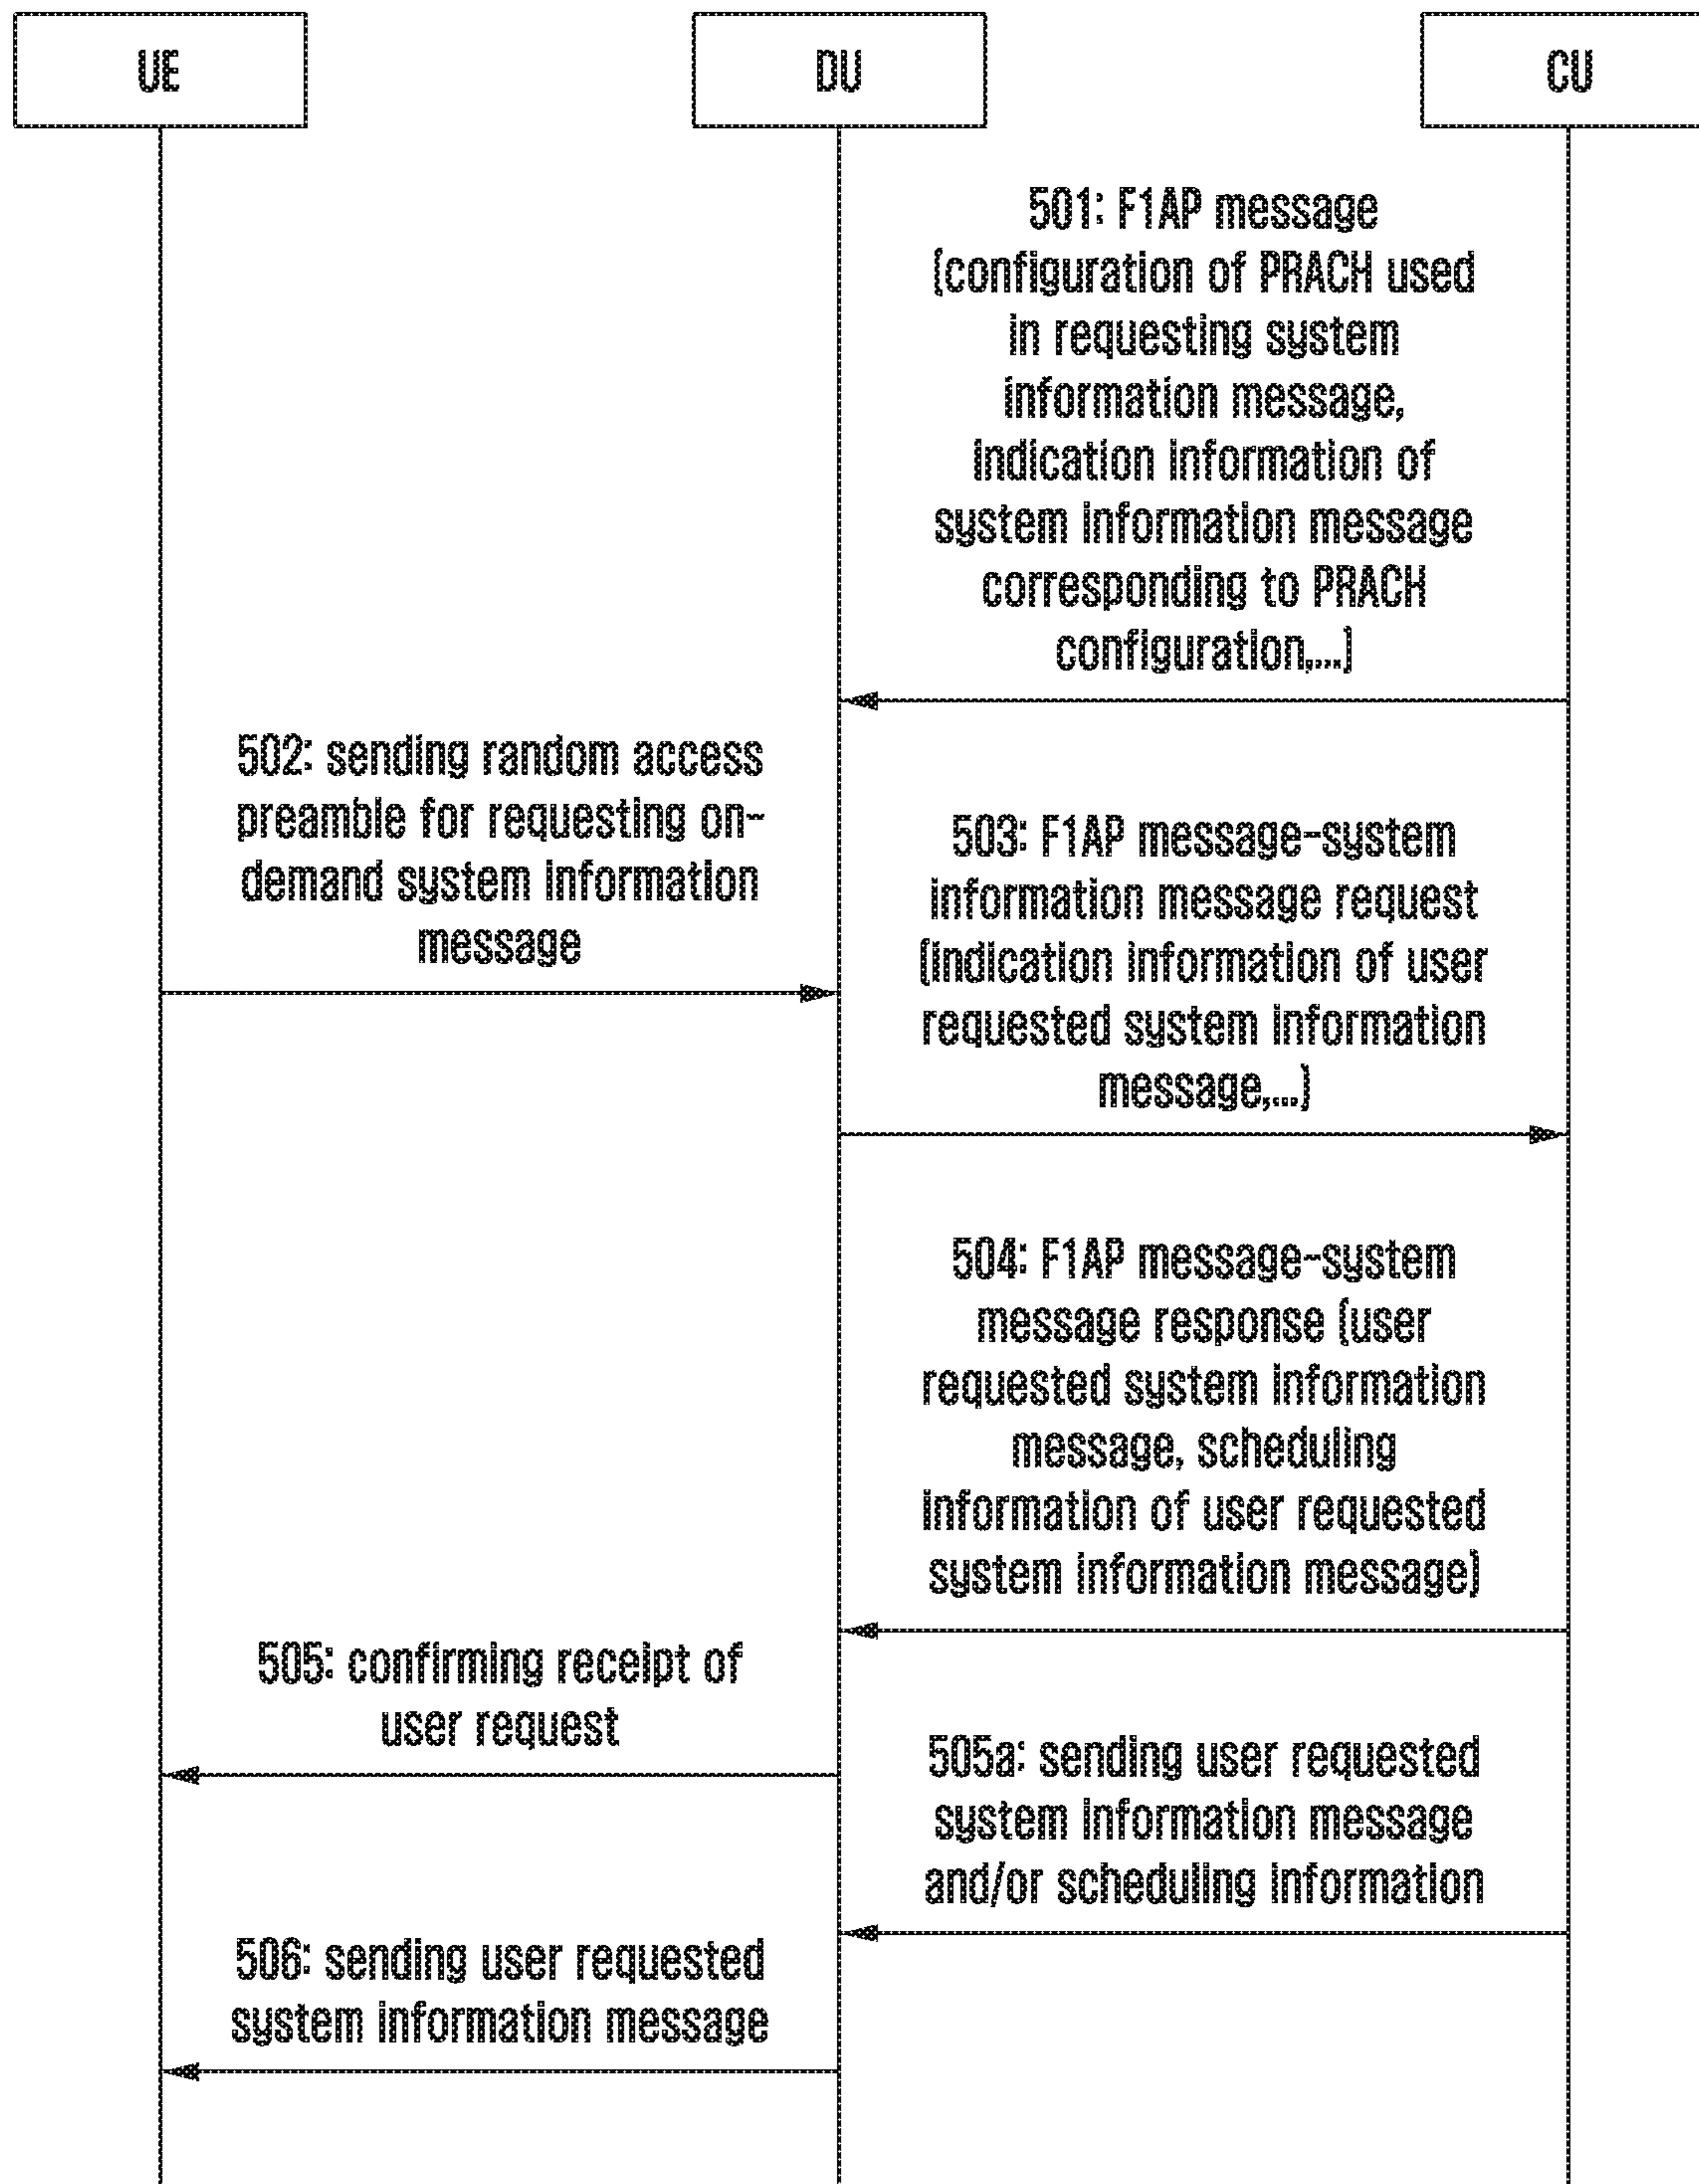 UE
DU
CU
501: F1AP message
(configuration of PRACH used
in requesting system
information message,
indication information of
system information message
corresponding to PRACH
configuration,...)
502: sending random access
preamble for requesting on-
demand system information
message
503: F1AP message-system
information message request
(indication information of user
requested system information
message,...)
504: F1AP message-system
message response (user
requested system information
message, scheduling
information of user requested
system information message)
505: confirming receipt of
user request
505a: sending user requested
system information message
and/or scheduling information
506: sending user requested
system information message